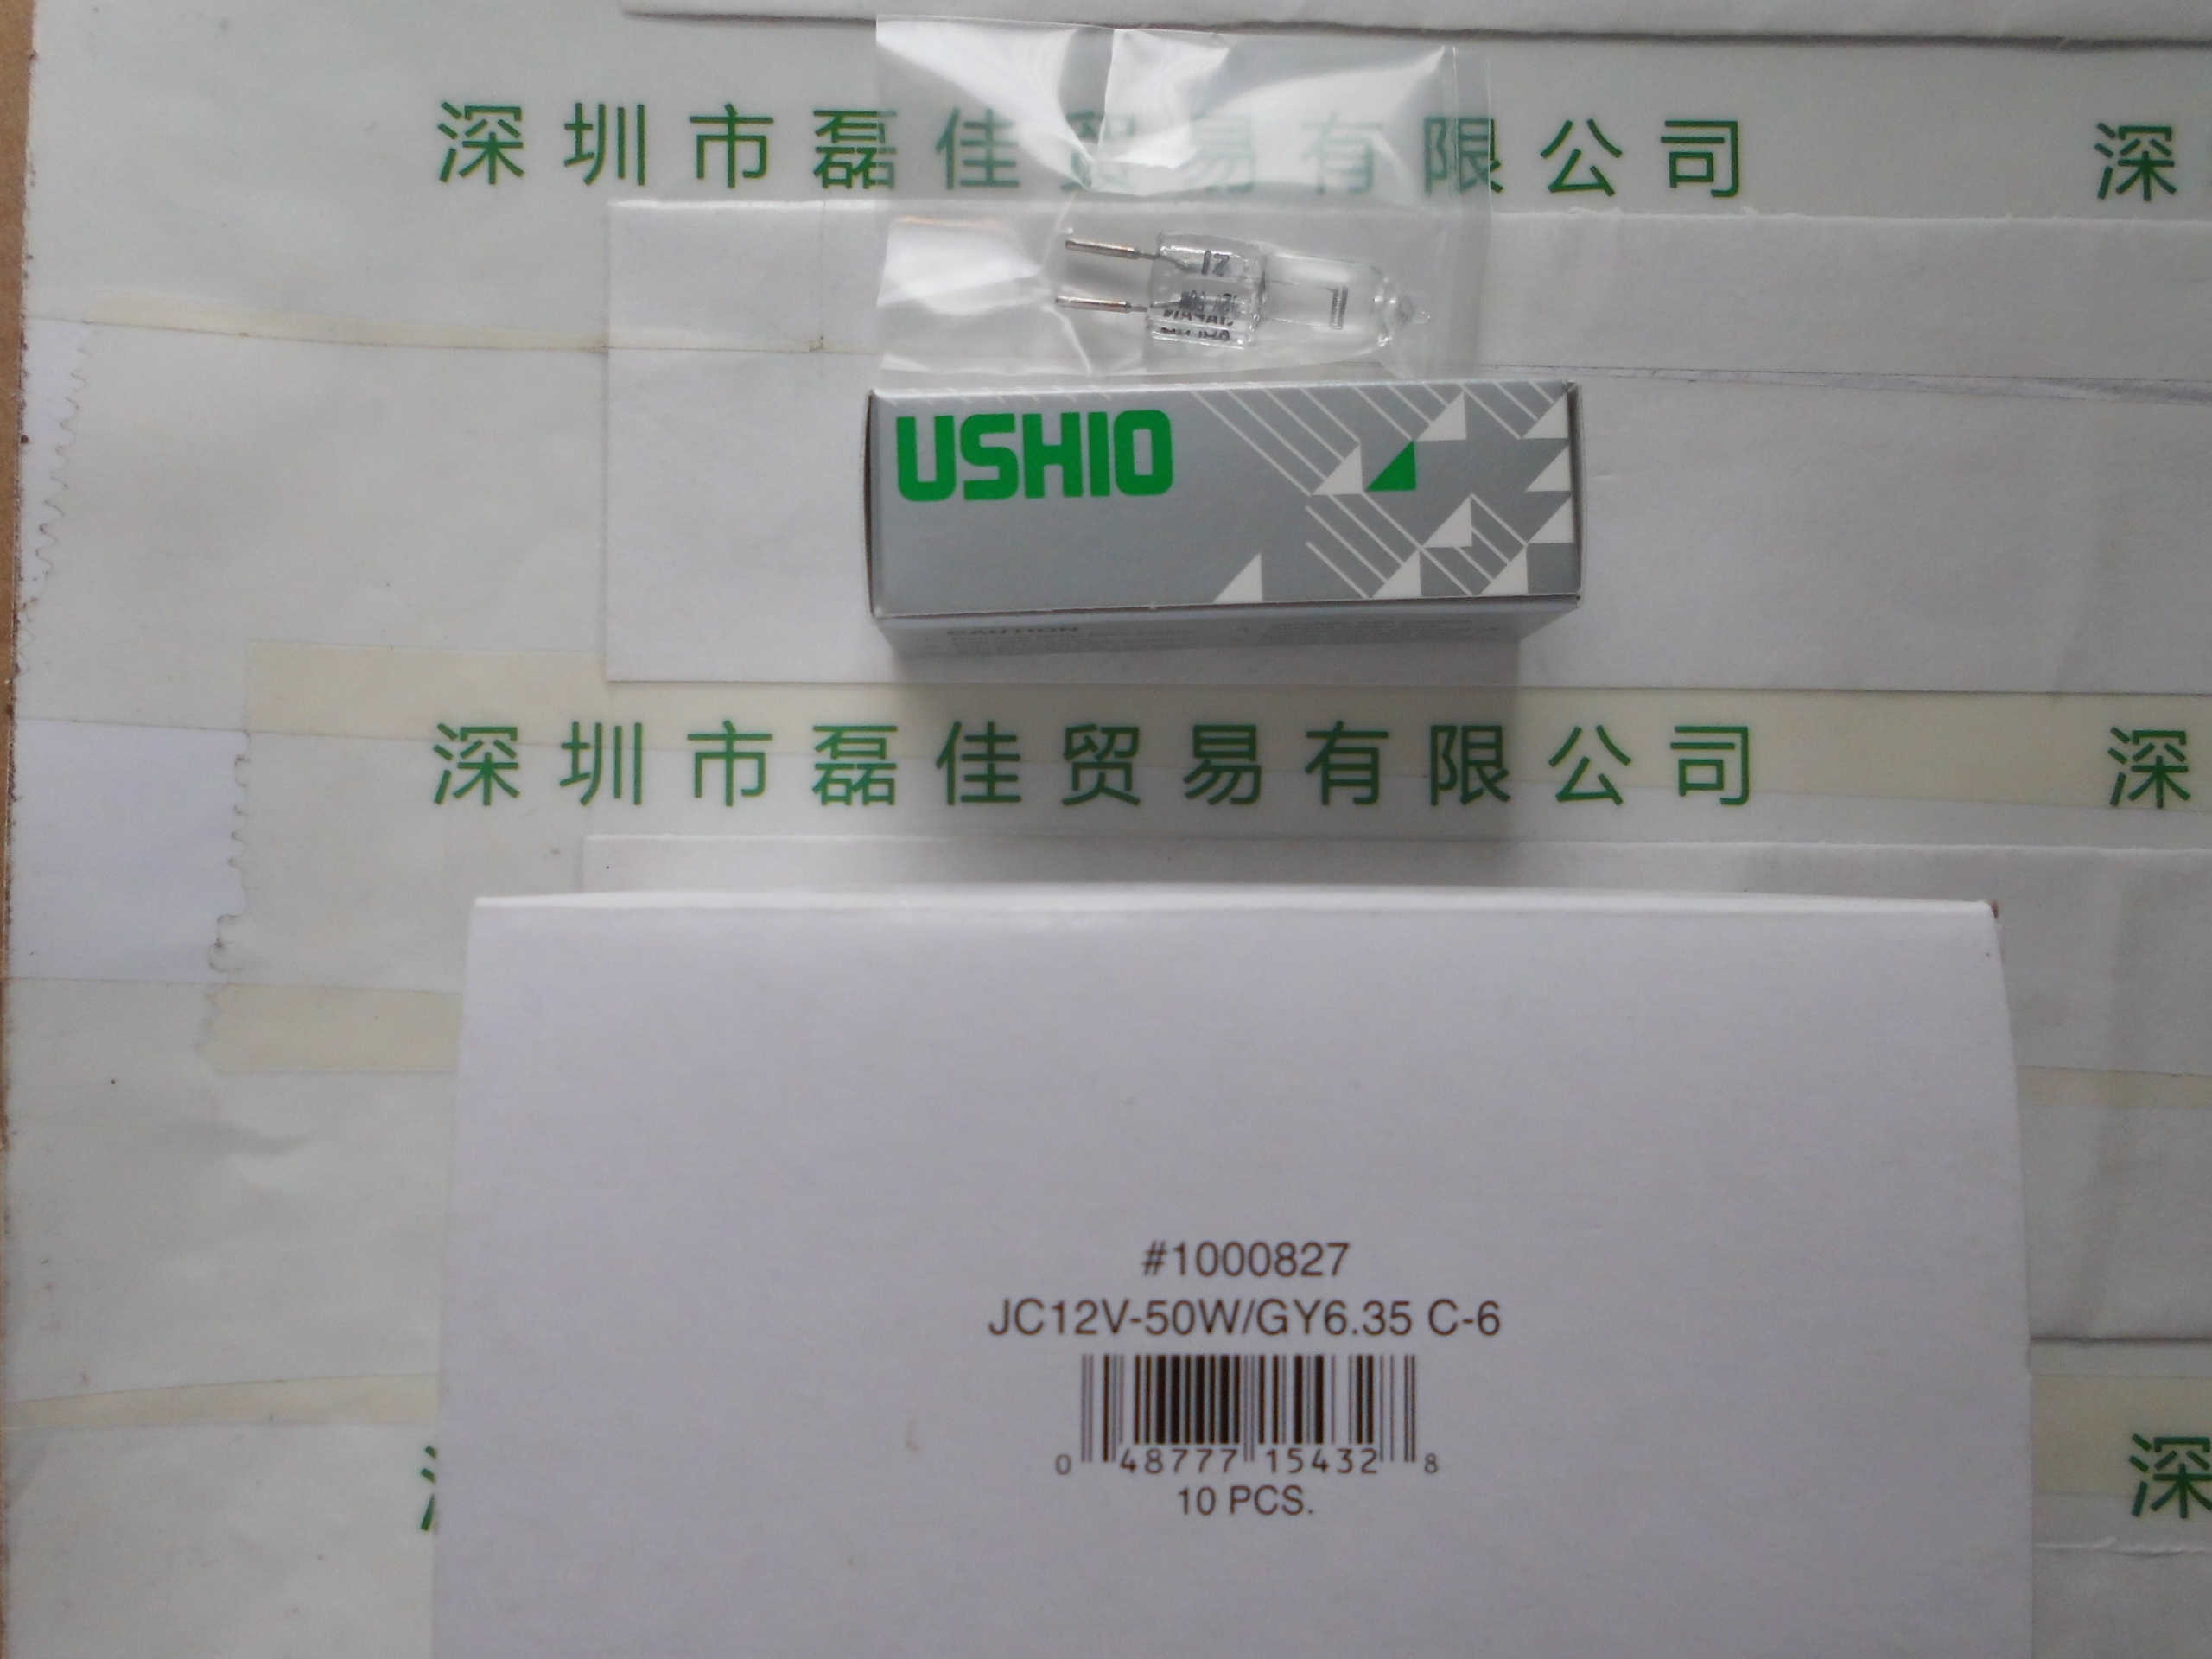 深圳市磊佳贸易有限公司 深
USHIO
CAUTION
深圳市磊佳贸易有限公司 深
#1000827
JC12V-50W/GY6.35 C-6
0 48777 15432 8
10 PCS.
深